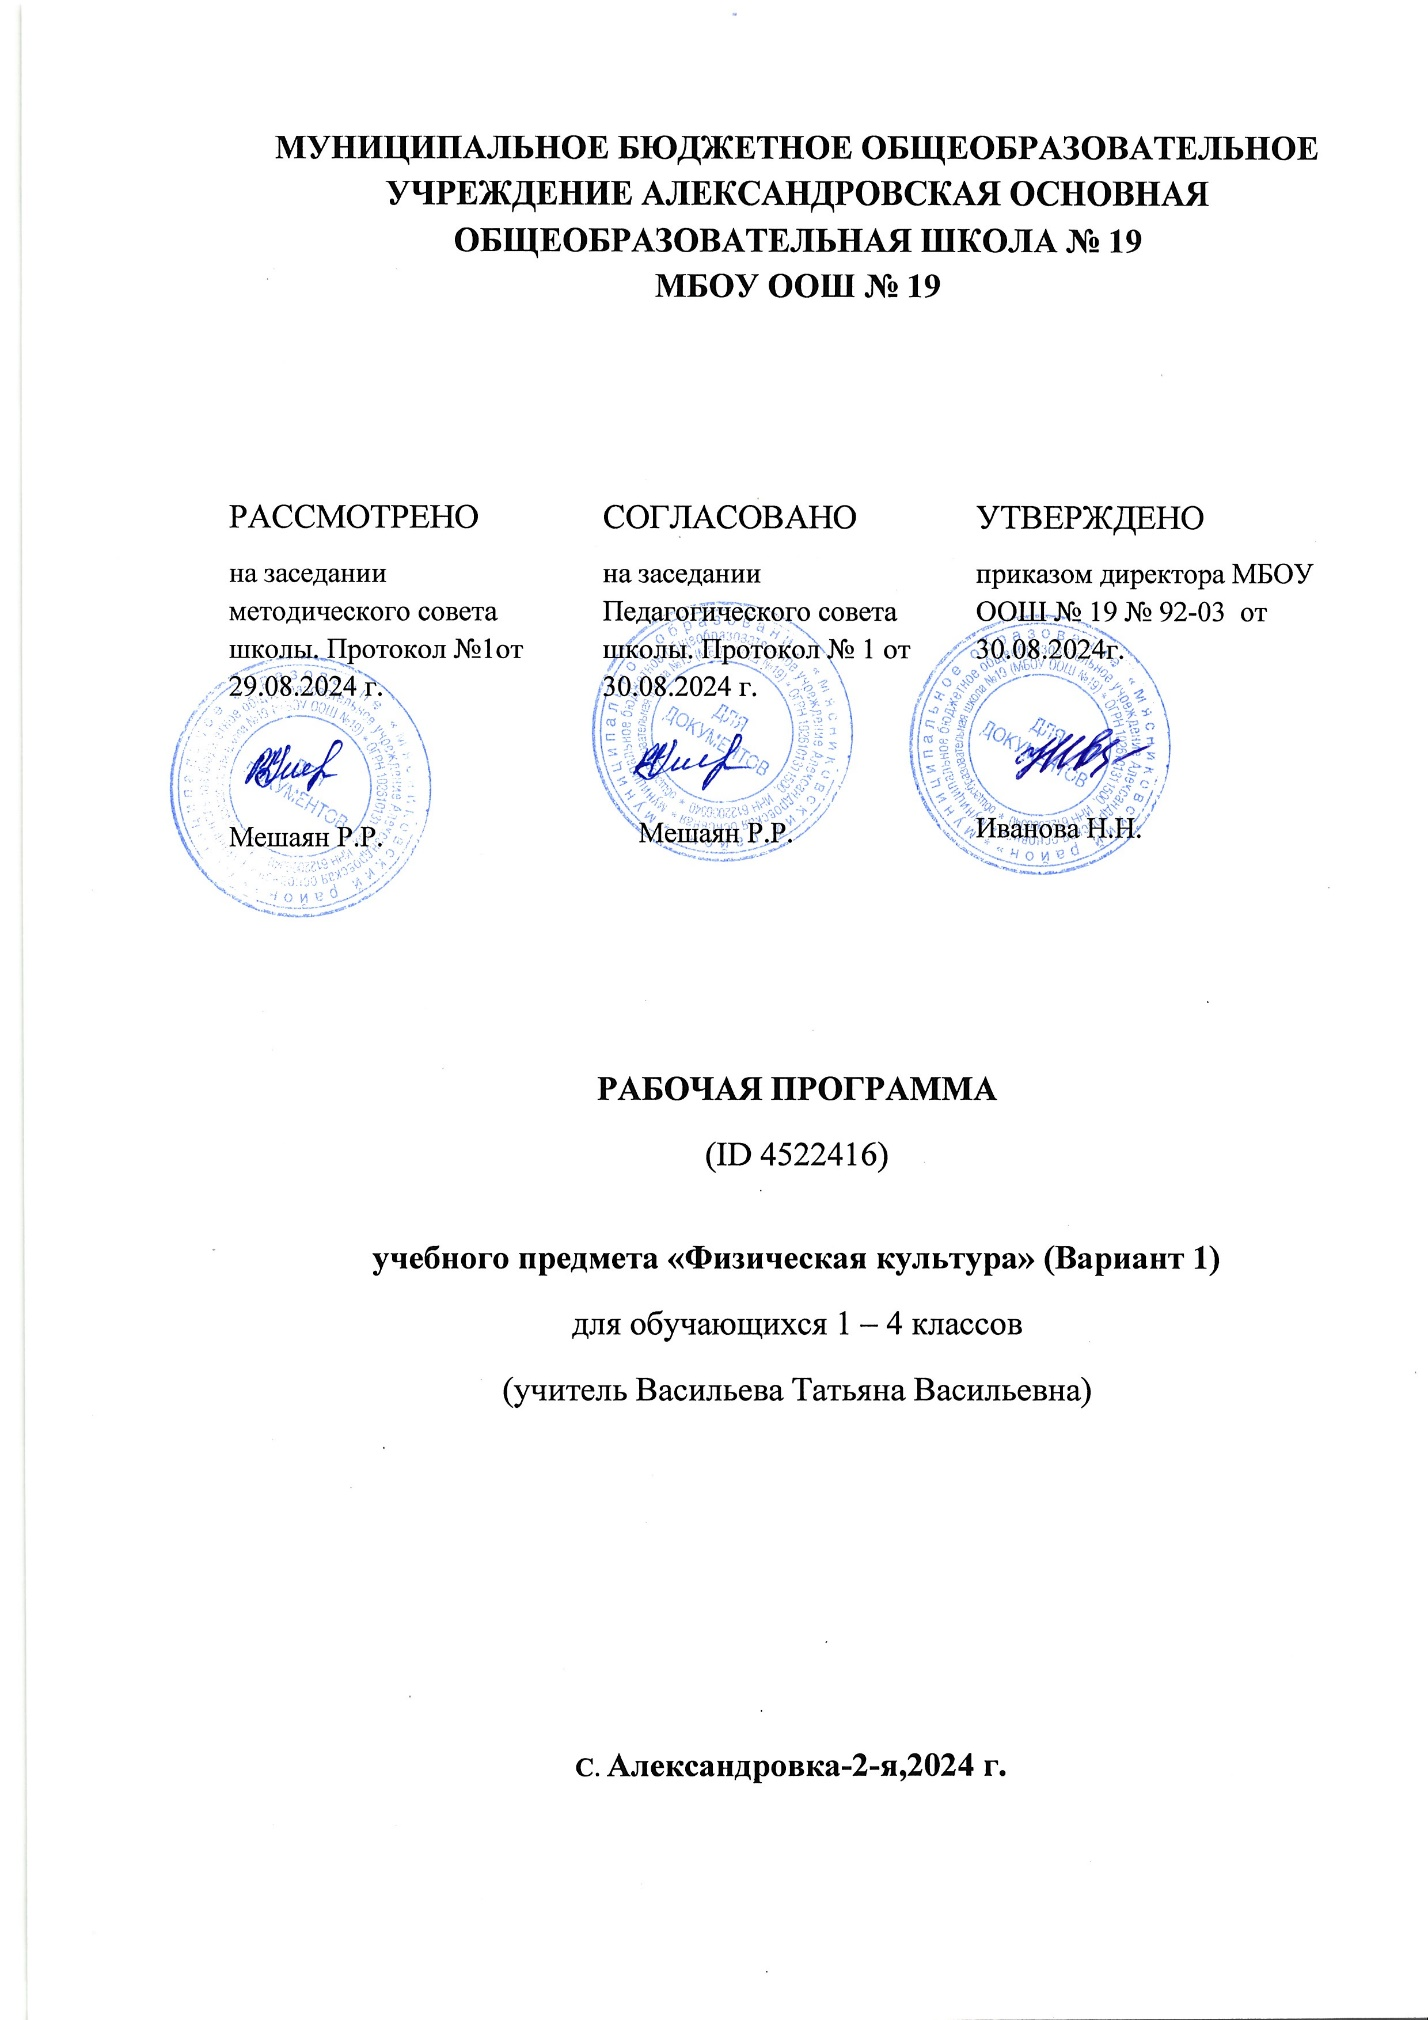 МУНИЦИПАЛЬНОЕ БЮДЖЕТНОЕ ОБЩЕОБРАЗОВАТЕЛЬНОЕ
УЧРЕЖДЕНИЕ АЛЕКСАНДРОВСКАЯ ОСНОВНАЯ
ОБЩЕОБРАЗОВАТЕЛЬНАЯ ШКОЛА № 19
МБОУ ООШ № 19
РАССМОТРЕНО
на заседании
методического совета
школы. Протокол №1от
29.08.2024 г.
Мешаян Р.Р.
СОГЛАСОВАНО
на заседании
Педагогического совета
школы. Протокол № 1 от
30.08.2024 г.
ДЛЯ
ДОКУМЕНТОВ
Мешаян Р.Р.
УТВЕРЖДЕНО
приказом директора МБОУ
ООШ № 19 № 92-03 от
30.08.2024г.
ДЛЯ
Иванова Н.Н.
РАБОЧАЯ ПРОГРАММА
(ID 4522416)
учебного предмета «Физическая культура» (Вариант 1)
для обучающихся 1 – 4 классов
(учитель Васильева Татьяна Васильевна)
С. Александровка-2-я,2024 г.